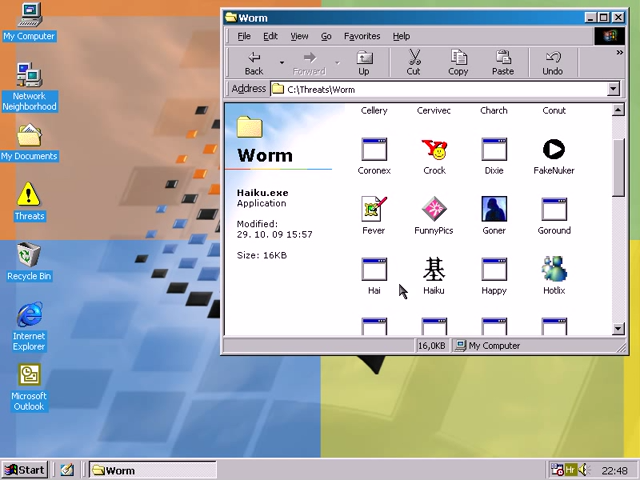 My Computer
Network
Neighborhood
My Documents
Threats
Recycle Bin
Internet
Explorer
Microsoft
Outlook
Worm
File Edit View Go Favorites Help
Back Forward Up Cut Copy Paste Undo »
Address C:\Threats\Worm
Worm
Haiku.exe
Application
Modified:
29. 10. 09 15:57
Size: 16KB
Cellery Cervivec Charch Conut
Coronex Crock Dixie FakeNuker
Fever FunnyPics Goner Goround
基
Hai Haiku Happy Hotlix
16,0KB My Computer
Start Worm Hr 22:48